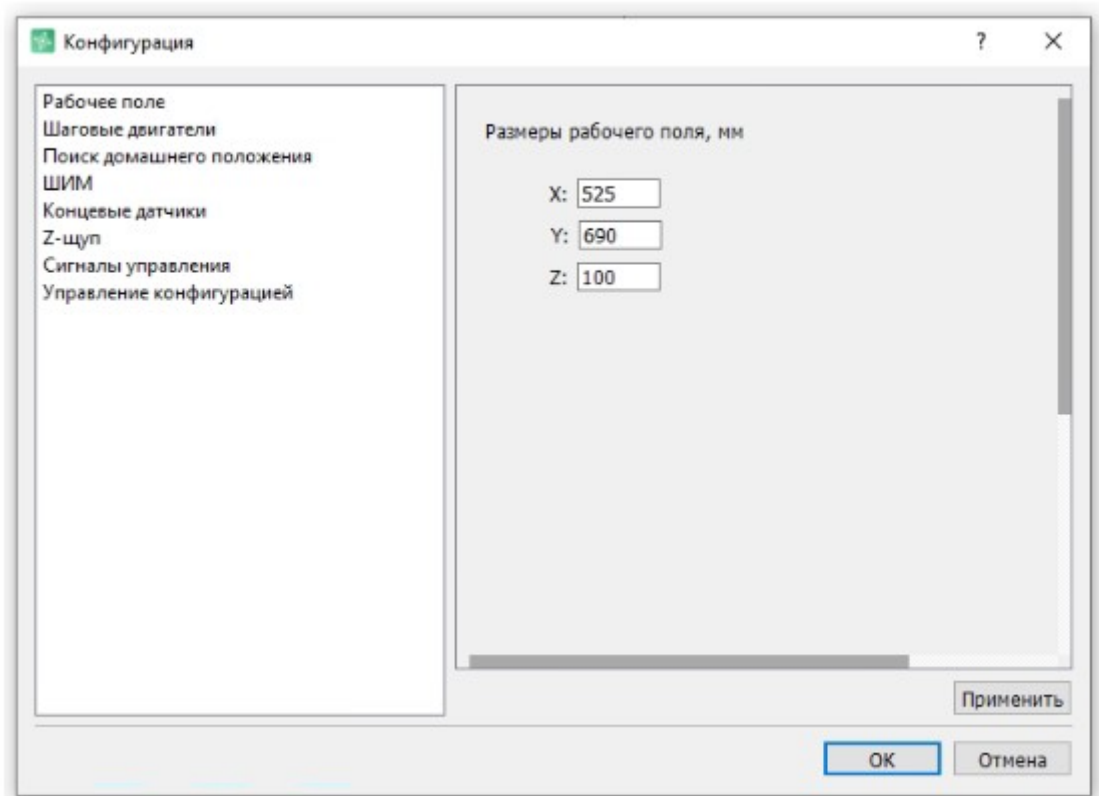 Конфигурация
?
Рабочее поле
Шаговые двигатели
Поиск домашнего положения
ШИМ
Концевые датчики
Z-щуп
Сигналы управления
Управление конфигурацией
Размеры рабочего поля, мм
X: 525
Y: 690
Z: 100
Применить
OK
Отмена